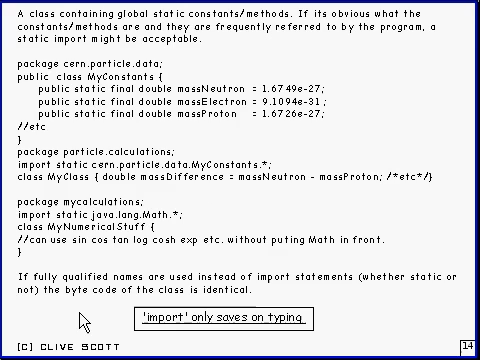 A class containing global static constants/methods. If its obvious what the
constants/methods are and they are frequently referred to by the program, a
static import might be acceptable.
package cern.particle.data;
public class MyConstants {
public static final double massNeutron = 1.6749e-27;
public static final double massElectron = 9.1094e-31;
public static final double massProton = 1.6726e-27;
//etc
}
package particle.calculations;
import static cern.particle.data.MyConstants.*;
class MyClass { double massDifference = massNeutron - massProton; /*etc*/}
package mycalculations;
import static java.lang.Math.*;
class MyNumericalStuff {
//can use sin cos tan log cosh exp etc. without puting Math in front.
}
If fully qualified names are used instead of import statements (whether static or
not) the byte code of the class is identical.
'import' only saves on typing
[C] CLIVE SCOTT
14